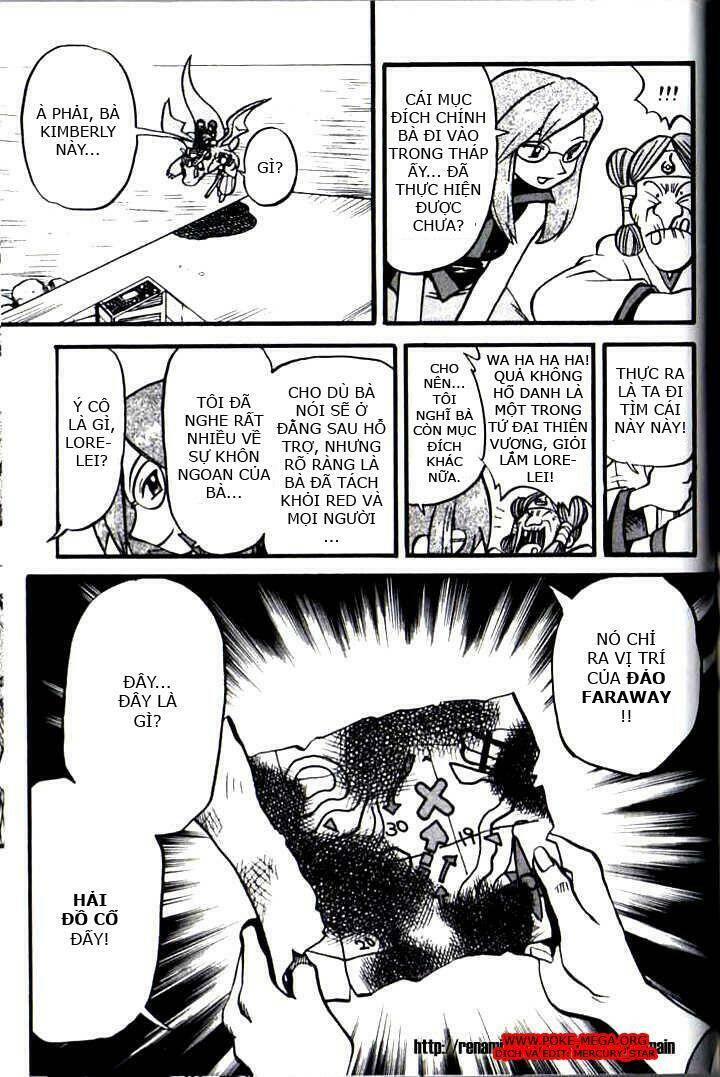 À PHẢI, BÀ
KIMBERLY
NÀY...
GÌ?
CÁI MỤC
ĐÍCH CHÍNH
BÀ ĐI VÀO
TRONG THÁP
ẤY... ĐÃ
THỰC HIỆN
ĐƯỢC
CHƯA?
!!!
Ý CÔ
LÀ GÌ,
LORE-
LEI?
TÔI ĐÃ
NGHE RẤT
NHIỀU VỀ
SỰ KHÔN
NGOAN CỦA
BÀ...
CHO DÙ BÀ
NÓI SẼ Ở
ĐẰNG SAU HỖ
TRỢ, NHƯNG
RÕ RÀNG LÀ
BÀ ĐÃ TÁCH
KHỎI RED VÀ
MỌI NGƯỜI
...
CHO
NÊN...
TÔI
NGHĨ BÀ
CÒN MỤC
ĐÍCH
KHÁC
NỮA.
WA HA HA HA!
QUẢ KHÔNG
HỔ DANH LÀ
MỘT TRONG
TỨ ĐẠI THIÊN
VƯƠNG, GIỎI
LẮM LORE-
LEI!
THỰC RA
LÀ TA ĐI
TÌM CÁI
NÀY NÀY!
ĐÂY...
ĐÂY LÀ
GÌ?
NÓ CHỈ
RA VỊ TRÍ
CỦA ĐẢO
FARAWAY
!!
30
19
20
HẢI
ĐỒ CỔ
ĐẤY!
WWW.POKE-MEGA.ORG
DỊCH VÀ EDIT: MERCURY_STAR